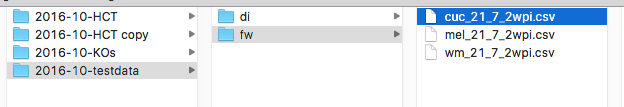 2016-10-HCT
2016-10-HCT copy
2016-10-KOs
2016-10-testdata
di
fw
cuc_21_7_2wpi.csv
mel_21_7_2wpi.csv
wm_21_7_2wpi.csv